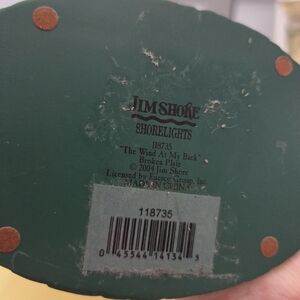 JIM SHORE
SHORELIGHTS
118735
"The Wind At My Back"
Broken Plate
© 2004 Jim Shore
Licensed by Enesco Group, Inc.
MADE IN CHINA
118735
0 45544 14134 3